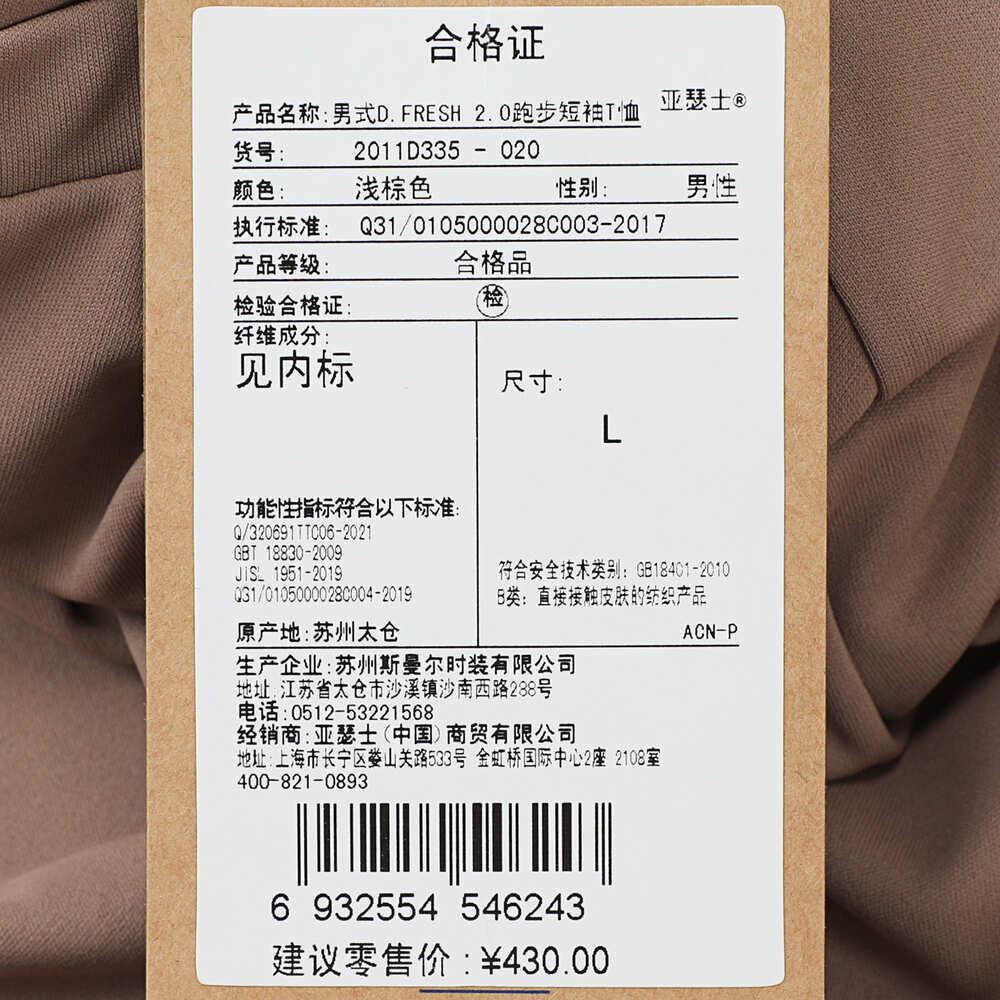 合格证
产品名称:男式D.FRESH 2.0跑步短袖T恤 亚瑟士®
货号: 2011D335 - 020
颜色: 浅棕色 性别: 男性
执行标准: Q31/0105000028C003-2017
产品等级: 合格品
检验合格证: 检
纤维成分:
见内标
尺寸:
L
功能性指标符合以下标准:
Q/320691TTC06-2021
GBT 18830-2009
JISL 1951-2019
Q31/0105000028C004-2019
符合安全技术类别: GB18401-2010
B类: 直接接触皮肤的纺织产品
原产地:苏州太仓
ACN-P
生产企业:苏州斯曼尔时装有限公司
地址:江苏省太仓市沙溪镇沙南西路288号
电话:0512-53221568
经销商:亚瑟士(中国)商贸有限公司
地址:上海市长宁区娄山关路533号 金虹桥国际中心2座 2108室
400-821-0893
6 932554 546243
建议零售价:¥430.00